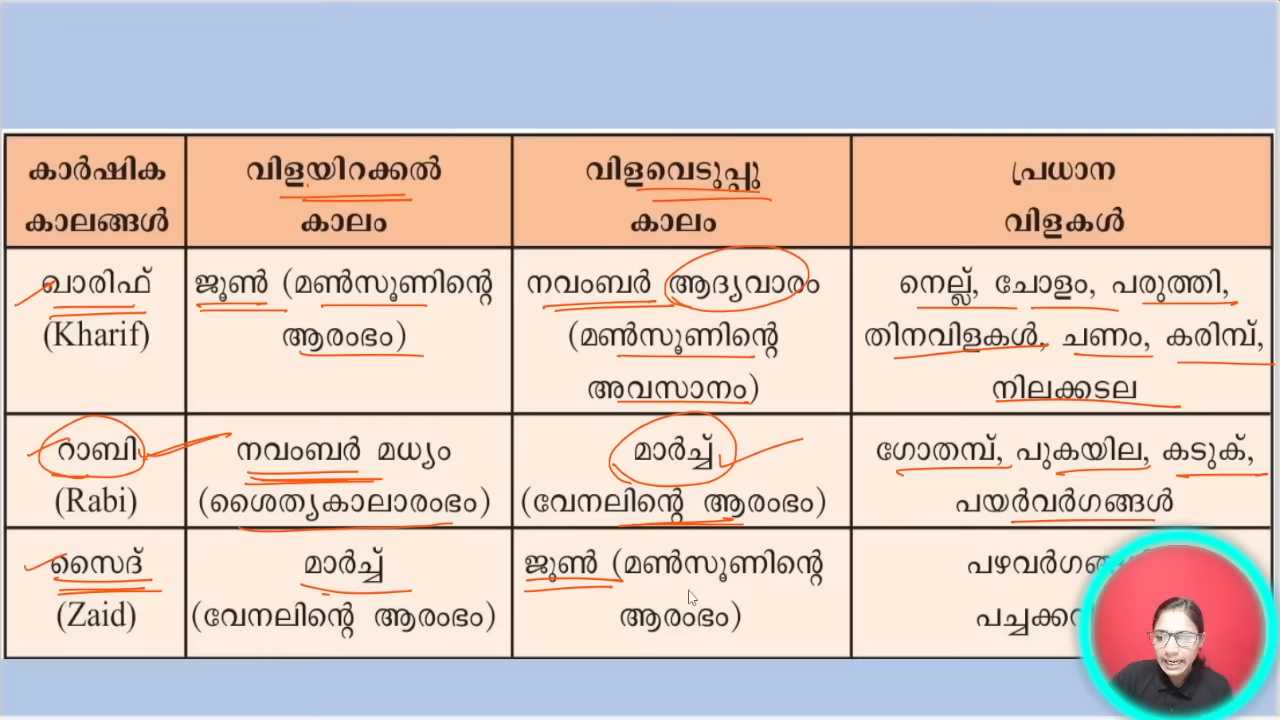 കാർഷിക കാലങ്ങൾ
വിളയിറക്കൽ കാലം
വിളവെടുപ്പു കാലം
പ്രധാന വിളകൾ
ഖാരിഫ്
(Kharif)
ജൂൺ (മൺസൂണിന്റെ
ആരംഭം)
നവംബർ ആദ്യവാരം
(മൺസൂണിന്റെ
അവസാനം)
നെല്ല്, ചോളം, പരുത്തി,
തിനവിളകൾ, ചണം, കരിമ്പ്,
നിലക്കടല
റാബി
(Rabi)
നവംബർ മധ്യം
(ശൈത്യകാലാരംഭം)
മാർച്ച്
(വേനലിന്റെ ആരംഭം)
ഗോതമ്പ്, പുകയില, കടുക്,
പയർവർഗങ്ങൾ
സൈദ്
(Zaid)
മാർച്ച്
(വേനലിന്റെ ആരംഭം)
ജൂൺ (മൺസൂണിന്റെ
ആരംഭം)